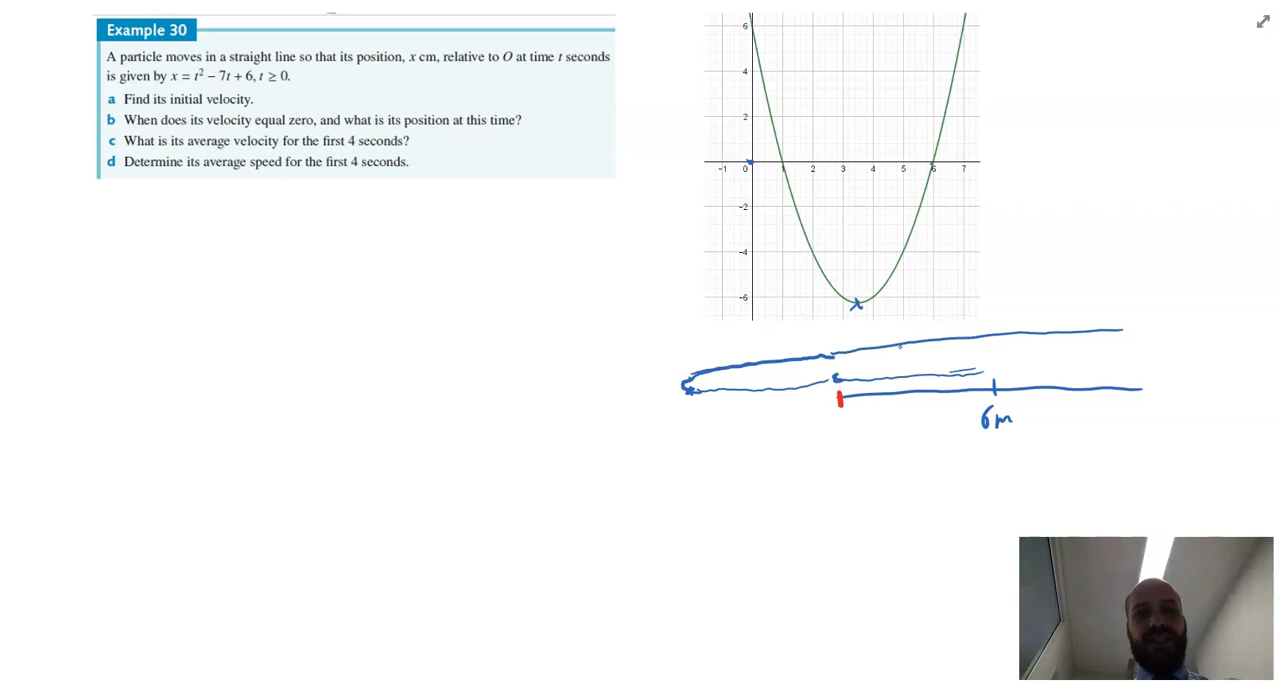 Example 30
A particle moves in a straight line so that its position, x cm, relative to O at time t seconds
is given by x = t² − 7t + 6, t ≥ 0.
a Find its initial velocity.
b When does its velocity equal zero, and what is its position at this time?
c What is its average velocity for the first 4 seconds?
d Determine its average speed for the first 4 seconds.
6
4
2
-1 0 1 2 3 4 5 6 7
-2
-4
-6
6m